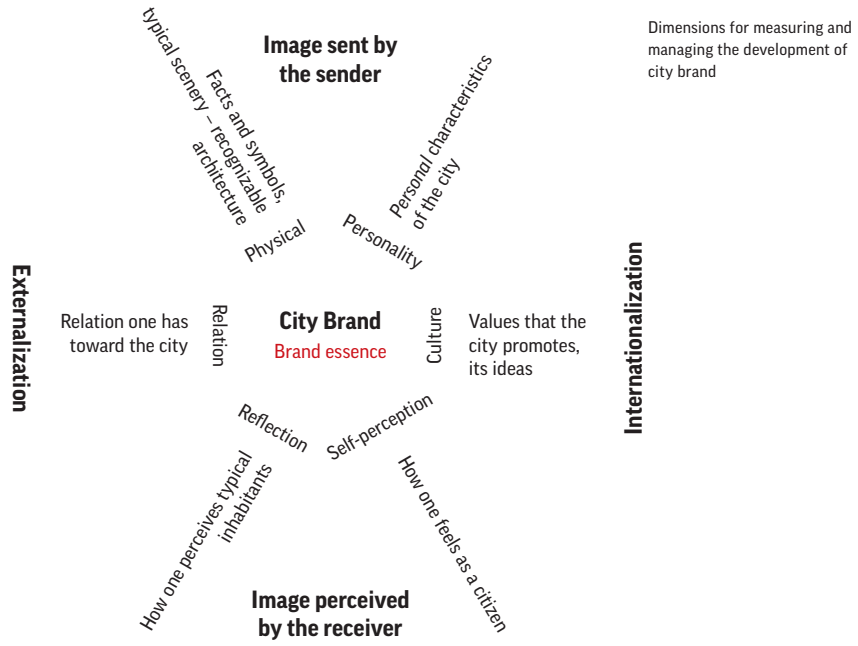 Image sent by
the sender
Dimensions for measuring and
managing the development of
city brand
Facts and symbols,
typical scenery – recognizable
architecture
Physical
Personal characteristics
of the city
Personality
Externalization
Relation one has
toward the city
Relation
City Brand
Brand essence
Culture
Values that the
city promotes,
its ideas
Internationalization
Reflection
How one perceives typical
inhabitants
Self-perception
How one feels as a citizen
Image perceived
by the receiver